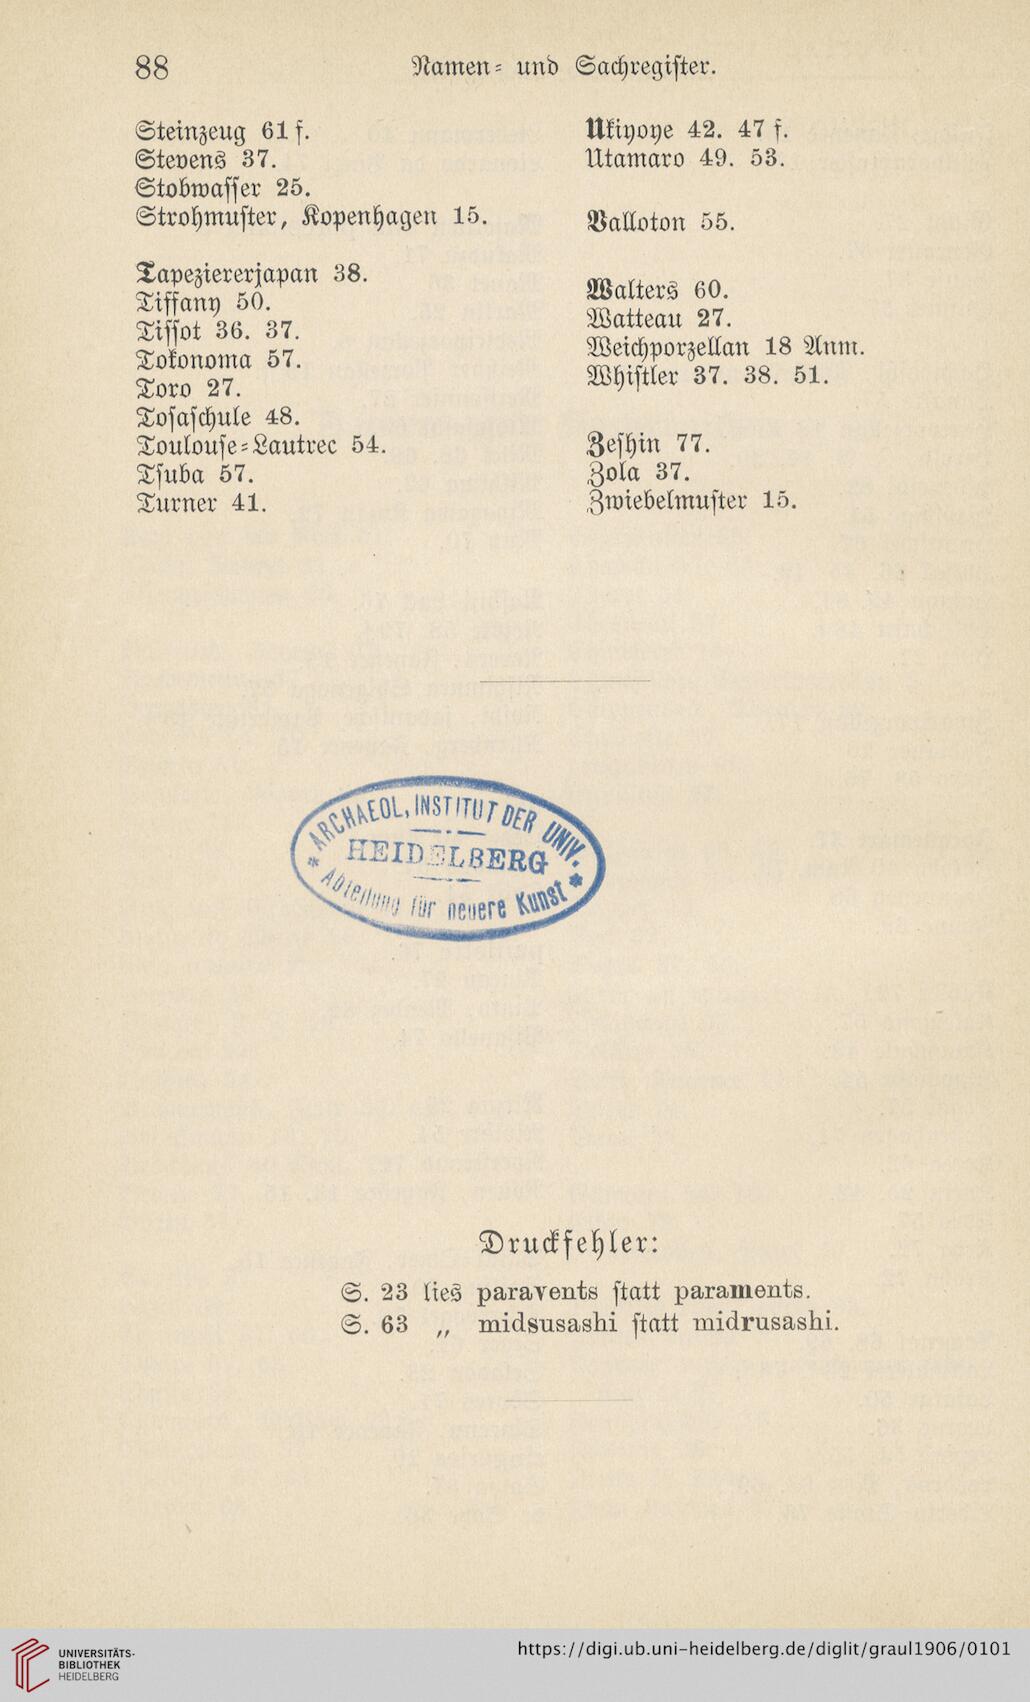 88 Namen= und Sachregiſter.
Steinzeug 61 f.
Stevens 37.
Stobwaſſer 25.
Strohmuſter, Kopenhagen 15.
Tapeziererjapan 38.
Tiffany 50.
Tiſſot 36. 37.
Tokonoma 57.
Toro 27.
Toſaſchule 48.
Toulouſe=Lautrec 54.
Tſuba 57.
Turner 41.
Ukiyoye 42. 47 f.
Utamaro 49. 53.
Valloton 55.
Walters 60.
Watteau 27.
Weichporzellan 18 Anm.
Whiſtler 37. 38. 51.
Zeſhin 77.
Zola 37.
Zwiebelmuſter 15.
* ARCHAEOL, INSTITUT DER UNIV. *
HEIDELBERG
Abteilung für neuere Kunst
Druckfehler:
S. 23 lies paravents ſtatt paraments.
S. 63 „ midsusashi ſtatt midrusashi.
UNIVERSITÄTS-
BIBLIOTHEK
HEIDELBERG
https://digi.ub.uni-heidelberg.de/diglit/graul1906/0101